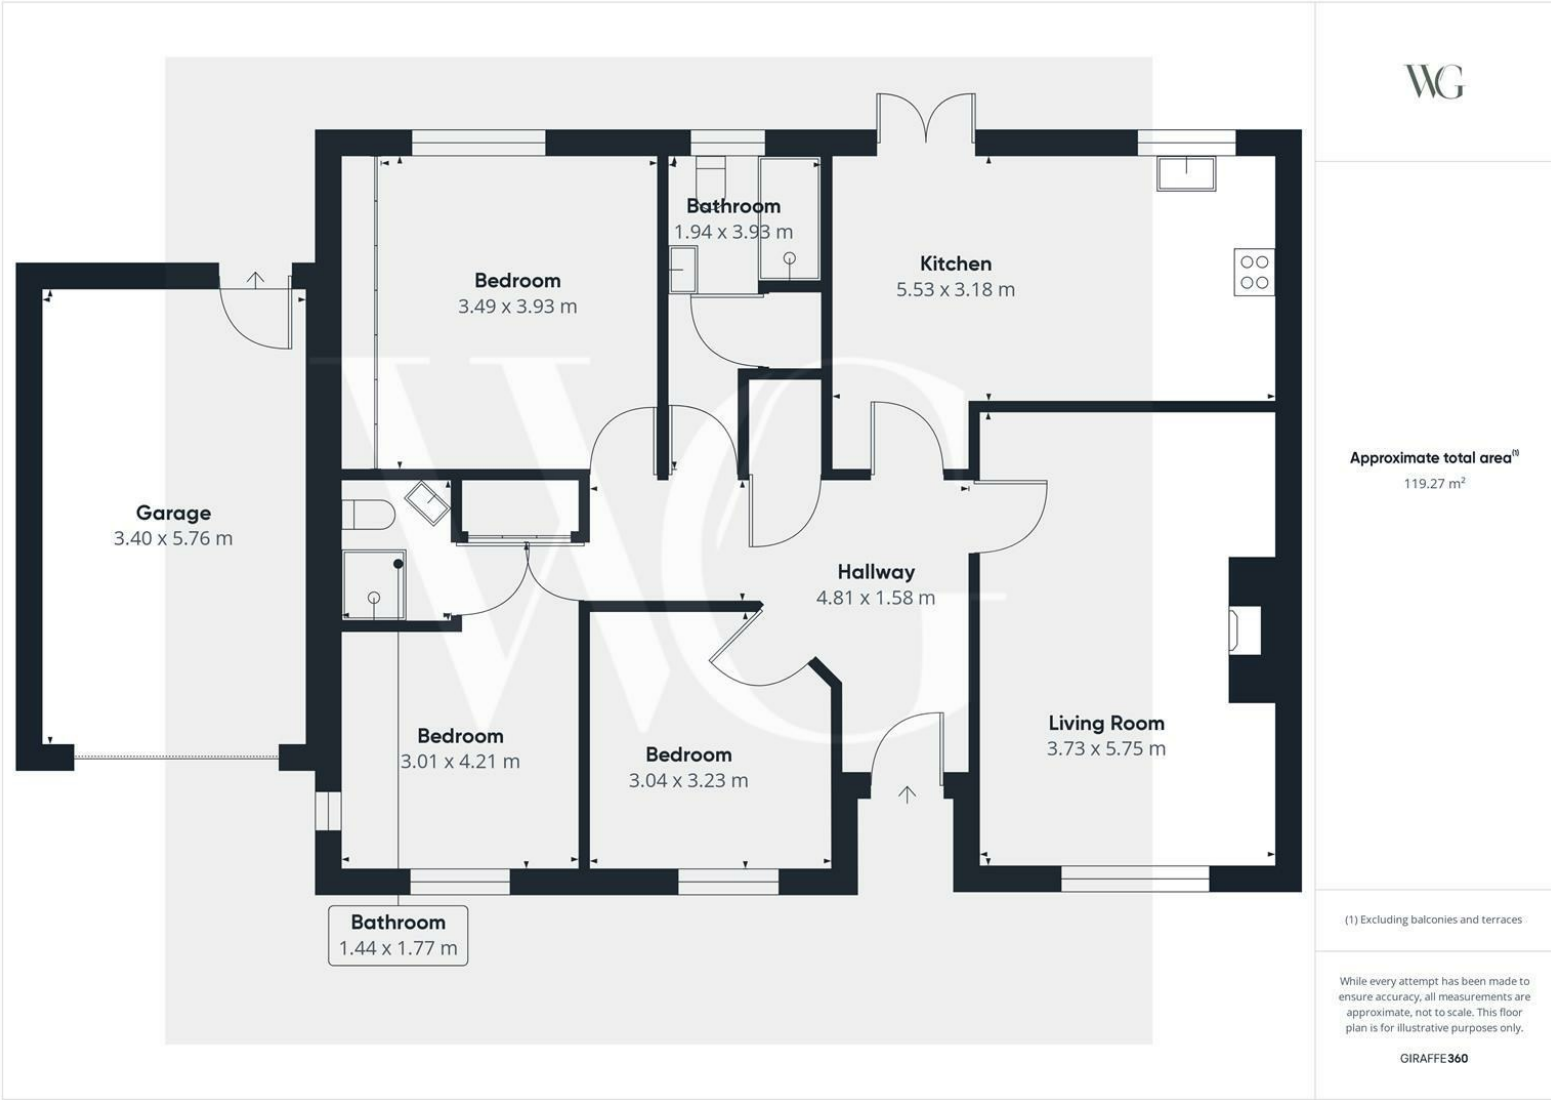 WG
Bathroom
1.94 x 3.93 m
Kitchen
5.53 x 3.18 m
Bedroom
3.49 x 3.93 m
Garage
3.40 x 5.76 m
Hallway
4.81 x 1.58 m
Living Room
3.73 x 5.75 m
Bedroom
3.01 x 4.21 m
Bedroom
3.04 x 3.23 m
Bathroom
1.44 x 1.77 m
WG
Approximate total area(1)
119.27 m²
(1) Excluding balconies and terraces
While every attempt has been made to
ensure accuracy, all measurements are
approximate, not to scale. This floor
plan is for illustrative purposes only.
GIRAFFE360